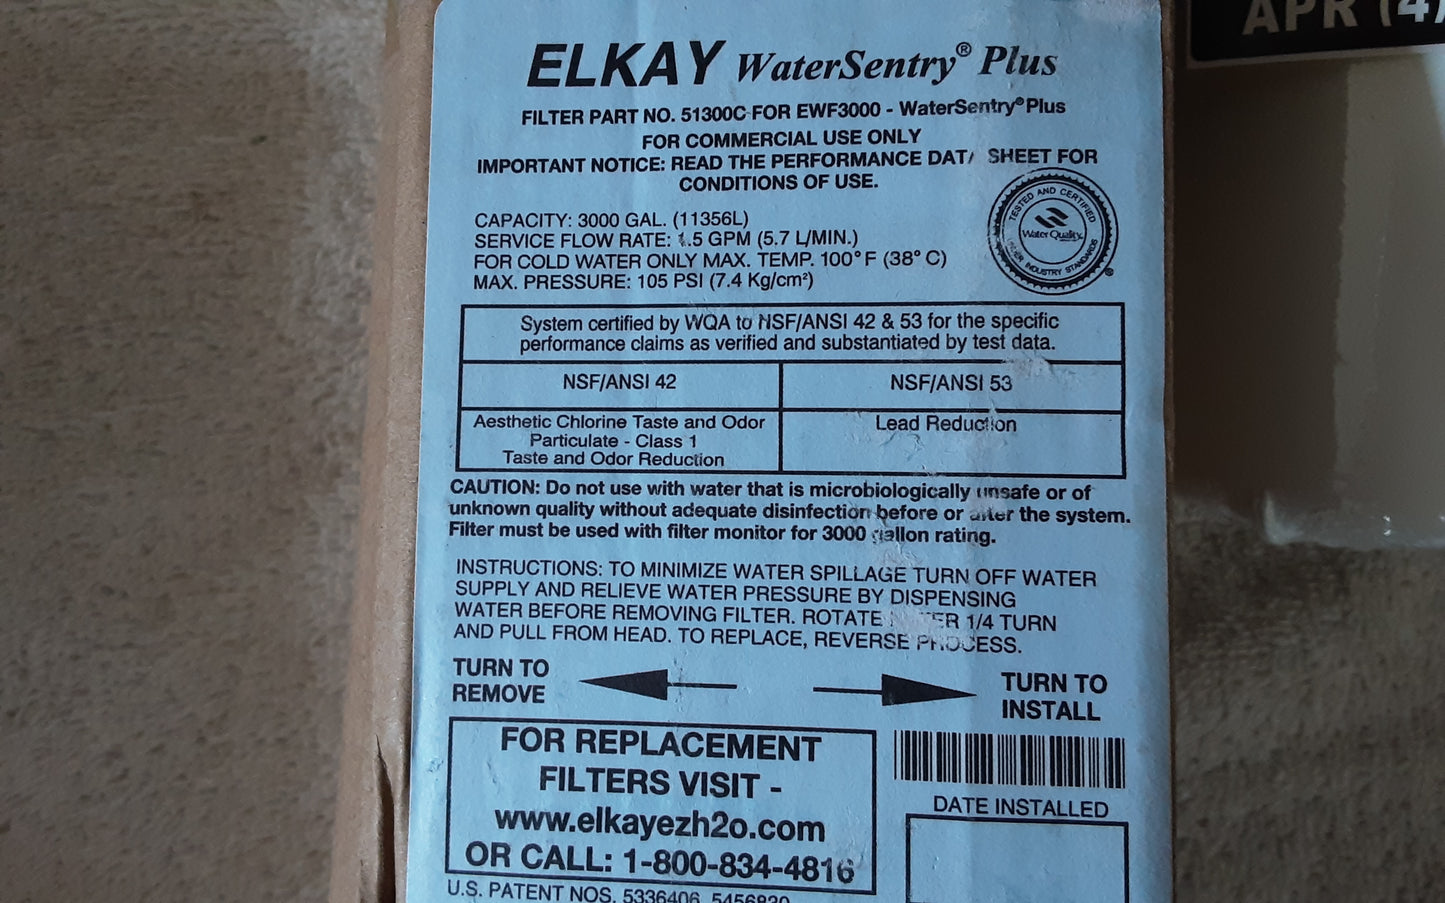 APR (4)
ELKAY WaterSentry® Plus
FILTER PART NO. 51300C FOR EWF3000 - WaterSentry® Plus
FOR COMMERCIAL USE ONLY
IMPORTANT NOTICE: READ THE PERFORMANCE DATA SHEET FOR
CONDITIONS OF USE.
CAPACITY: 3000 GAL. (11356L)
SERVICE FLOW RATE: 1.5 GPM (5.7 L/MIN.)
FOR COLD WATER ONLY MAX. TEMP. 100°F (38°C)
MAX. PRESSURE: 105 PSI (7.4 Kg/cm²)
TESTED AND CERTIFIED
Water Quality
UNDER INDUSTRY STANDARDS
®
System certified by WQA to NSF/ANSI 42 & 53 for the specific
performance claims as verified and substantiated by test data.
NSF/ANSI 42
NSF/ANSI 53
Aesthetic Chlorine Taste and Odor
Particulate - Class 1
Taste and Odor Reduction
Lead Reduction
CAUTION: Do not use with water that is microbiologically unsafe or of
unknown quality without adequate disinfection before or after the system.
Filter must be used with filter monitor for 3000 gallon rating.
INSTRUCTIONS: TO MINIMIZE WATER SPILLAGE TURN OFF WATER
SUPPLY AND RELIEVE WATER PRESSURE BY DISPENSING
WATER BEFORE REMOVING FILTER. ROTATE FILTER 1/4 TURN
AND PULL FROM HEAD. TO REPLACE, REVERSE PROCESS.
TURN TO
REMOVE
TURN TO
INSTALL
FOR REPLACEMENT
FILTERS VISIT -
www.elkayezh2o.com
OR CALL: 1-800-834-4816
DATE INSTALLED
U.S. PATENT NOS. 5336406, 5456830